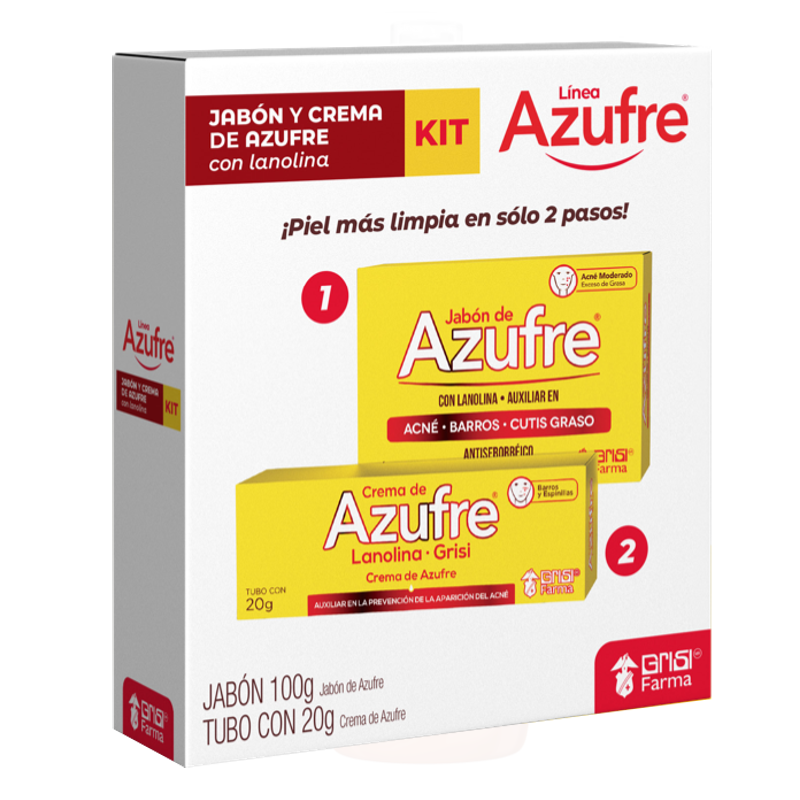 JABÓN Y CREMA
DE AZUFRE
con lanolina
KIT
Línea
Azufre®
¡Piel más limpia en sólo 2 pasos!
1
Acné Moderado
Exceso de Grasa
Jabón de
Azufre®
CON LANOLINA • AUXILIAR EN
ACNÉ • BARROS • CUTIS GRASO
ANTISEBORRÉICO
GRISI
Farma
Crema de
Azufre®
Lanolina · Grisi
Crema de Azufre
Barros
y Espinillas
TUBO CON
20g
AUXILIAR EN LA PREVENCIÓN DE LA APARICIÓN DEL ACNÉ
GRISI
Farma
2
JABÓN 100g Jabón de Azufre
TUBO CON 20g Crema de Azufre
GRISI
Farma
Línea
Azufre®
JABÓN Y CREMA
DE AZUFRE
con lanolina
KIT
GRISI
Farma